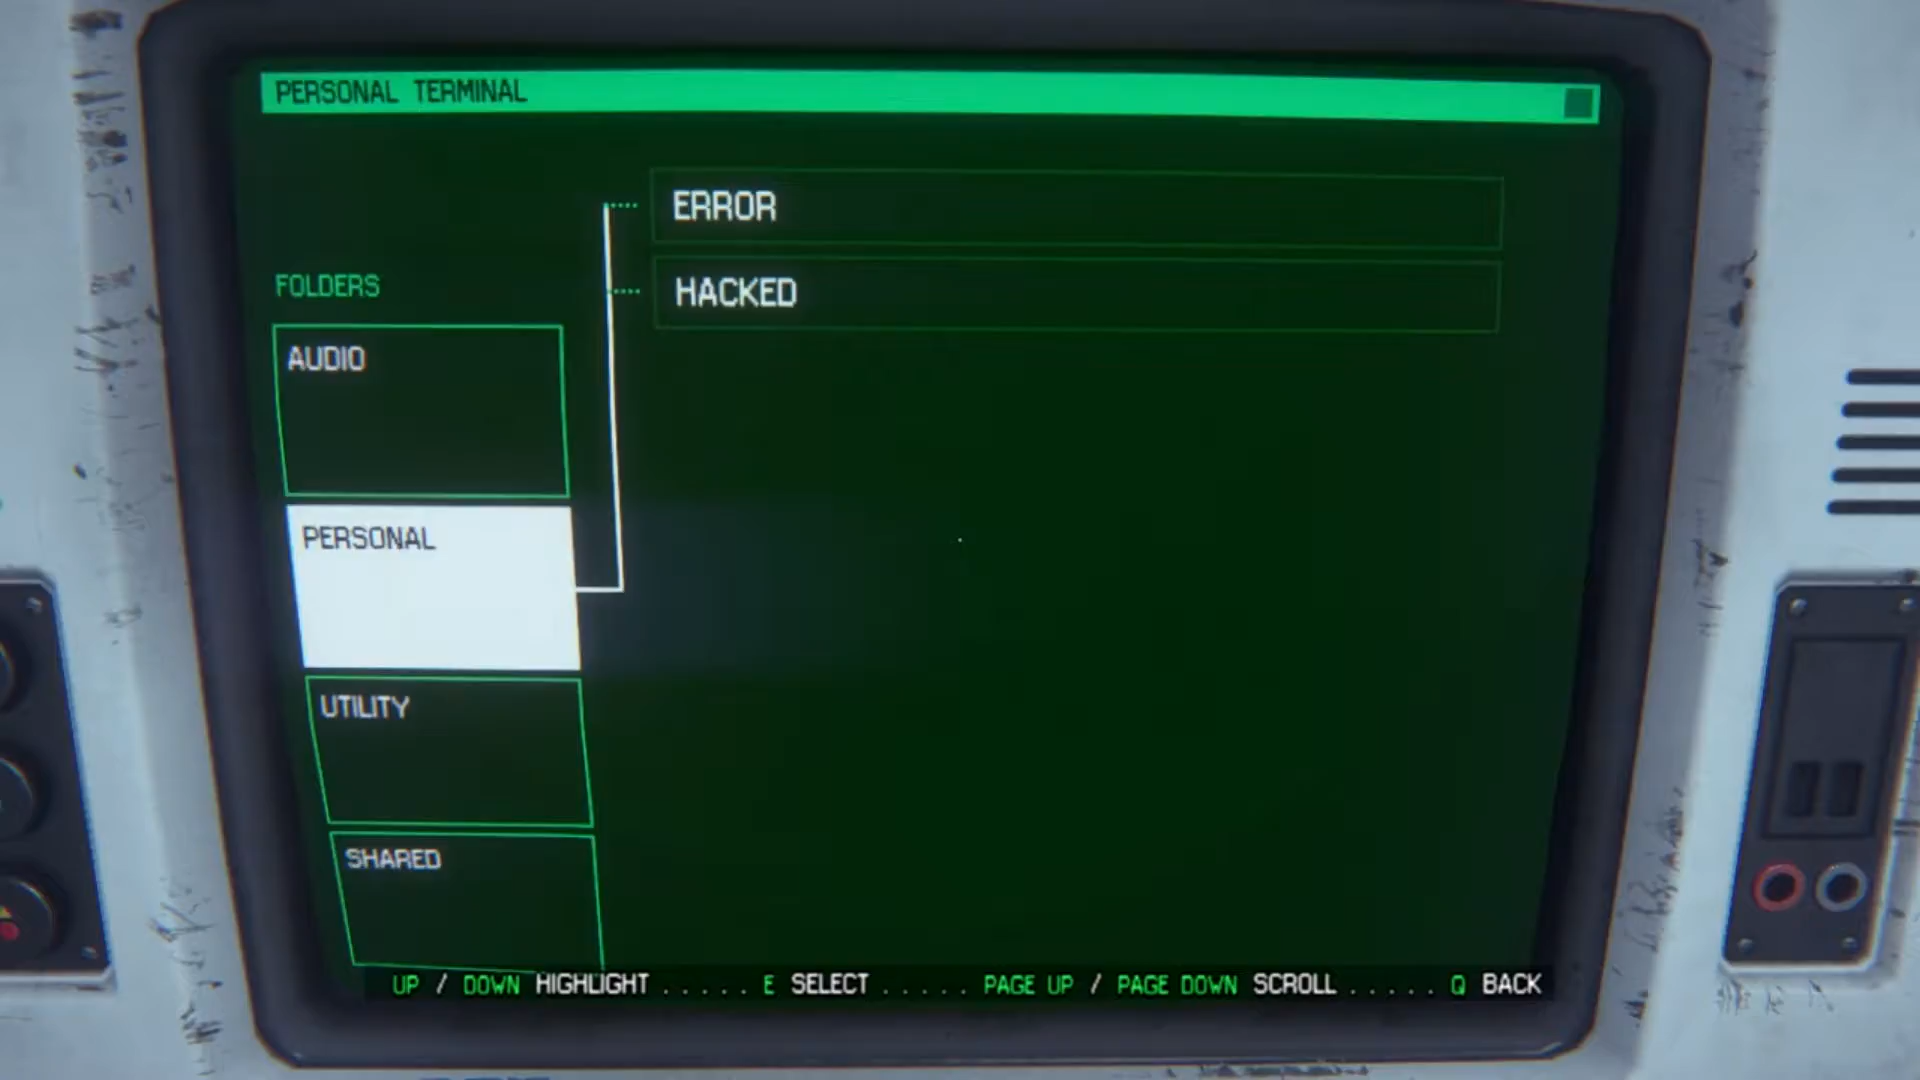 PERSONAL TERMINAL
ERROR
HACKED
FOLDERS
AUDIO
PERSONAL
UTILITY
SHARED
UP / DOWN HIGHLIGHT ..... E SELECT ..... PAGE UP / PAGE DOWN SCROLL ..... Q BACK